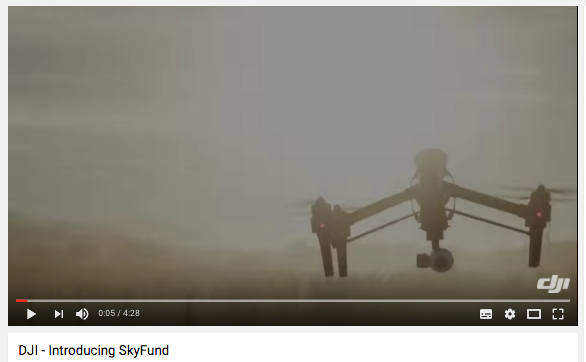 dji
0:05 / 4:28
DJI - Introducing SkyFund